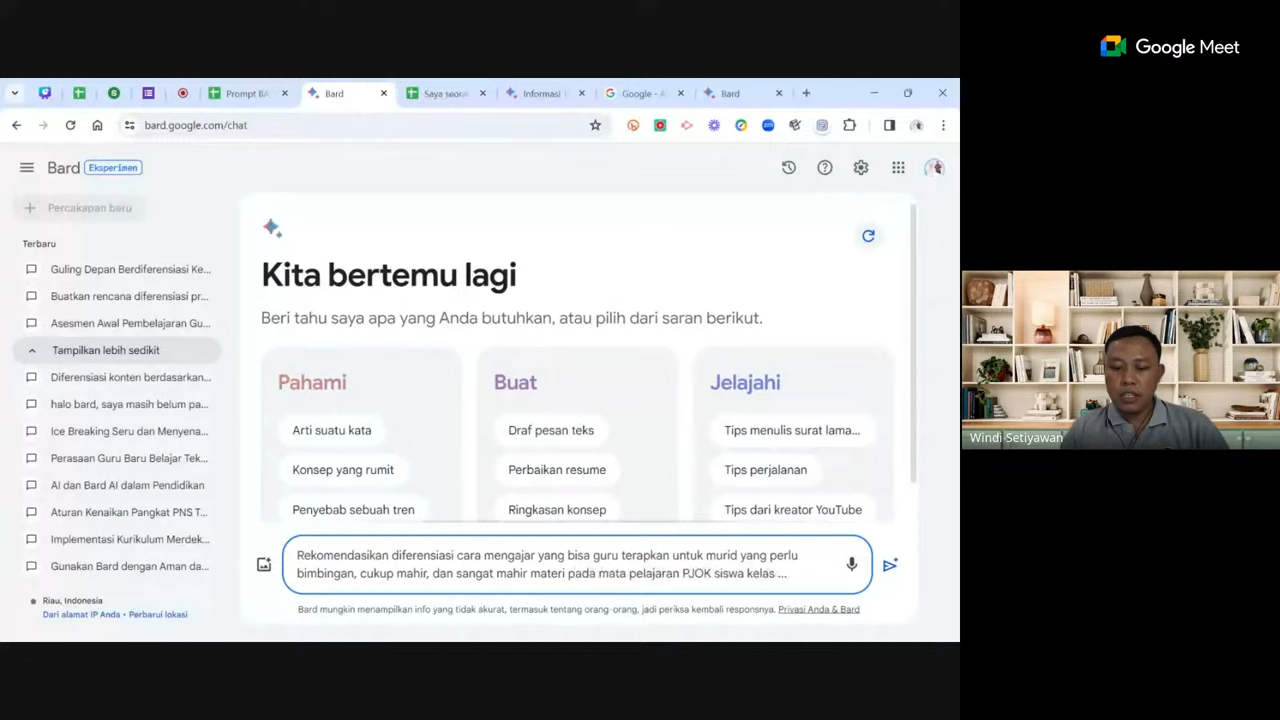 Google Meet
Prompt BA
Bard
Saya seora
Informasi
Google - A
Bard
bard.google.com/chat
Bard
Eksperimen
Percakapan baru
Terbaru
Guling Depan Berdiferensiasi Ke...
Buatkan rencana diferensiasi pr...
Asesmen Awal Pembelajaran Gu...
Tampilkan lebih sedikit
Diferensiasi konten berdasarkan...
halo bard, saya masih belum pa...
Ice Breaking Seru dan Menyena...
Perasaan Guru Baru Belajar Tek...
AI dan Bard AI dalam Pendidikan
Aturan Kenaikan Pangkat PNS T...
Implementasi Kurikulum Merdek...
Gunakan Bard dengan Aman da...
Riau, Indonesia
Dari alamat IP Anda • Perbarui lokasi
Kita bertemu lagi
Beri tahu saya apa yang Anda butuhkan, atau pilih dari saran berikut.
Pahami
Arti suatu kata
Konsep yang rumit
Penyebab sebuah tren
Buat
Draf pesan teks
Perbaikan resume
Ringkasan konsep
Jelajahi
Tips menulis surat lama...
Tips perjalanan
Tips dari kreator YouTube
Rekomendasikan diferensiasi cara mengajar yang bisa guru terapkan untuk murid yang perlu
bimbingan, cukup mahir, dan sangat mahir materi pada mata pelajaran PJOK siswa kelas ...
Bard mungkin menampilkan info yang tidak akurat, termasuk tentang orang-orang, jadi periksa kembali responsnya. Privasi Anda & Bard
Windi Setiyawan